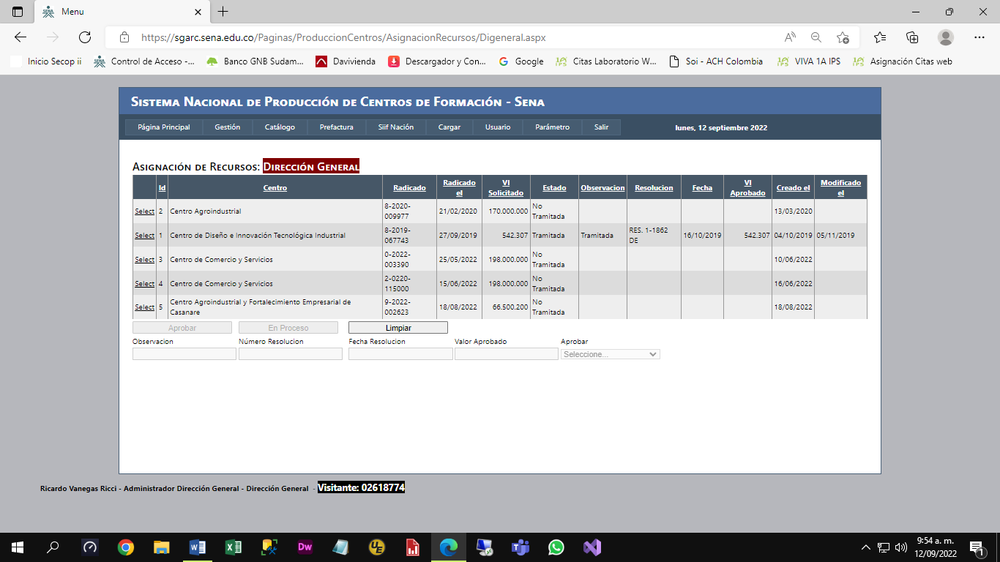 Menu
https://sgarc.sena.edu.co/Paginas/ProduccionCentros/AsignacionRecursos/Digeneral.aspx
Inicio Secop ii Control de Acceso -... Banco GNB Sudam... Davivienda Descargador y Con... Google Citas Laboratorio W... Soi - ACH Colombia VIVA 1A IPS Asignación Citas web
Sistema Nacional de Producción de Centros de Formación - Sena
Página Principal Gestión Catálogo Prefactura Siif Nación Cargar Usuario Parámetro Salir lunes, 12 septiembre 2022
Asignación de Recursos: Dirección General
Id Centro Radicado Radicado el Vl Solicitado Estado Observacion Resolucion Fecha Vl Aprobado Creado el Modificado el
Select 2 Centro Agroindustrial 8-2020-009977 21/02/2020 170.000.000 No Tramitada 13/03/2020
Select 1 Centro de Diseño e Innovación Tecnológica Industrial 8-2019-067743 27/09/2019 542.307 Tramitada Tramitada RES. 1-1862 DE 16/10/2019 542.307 04/10/2019 05/11/2019
Select 3 Centro de Comercio y Servicios 0-2022-003390 25/05/2022 198.000.000 No Tramitada 10/06/2022
Select 4 Centro de Comercio y Servicios 2-0220-115000 15/06/2022 198.000.000 No Tramitada 16/06/2022
Select 5 Centro Agroindustrial y Fortalecimiento Empresarial de Casanare 9-2022-002623 18/08/2022 66.500.200 No Tramitada 18/08/2022
Aprobar En Proceso Limpiar
Observacion Número Resolucion Fecha Resolucion Valor Aprobado Aprobar
Seleccione...
Ricardo Vanegas Ricci - Administrador Dirección General - Dirección General - Visitante: 02618774
9:54 a. m.
12/09/2022